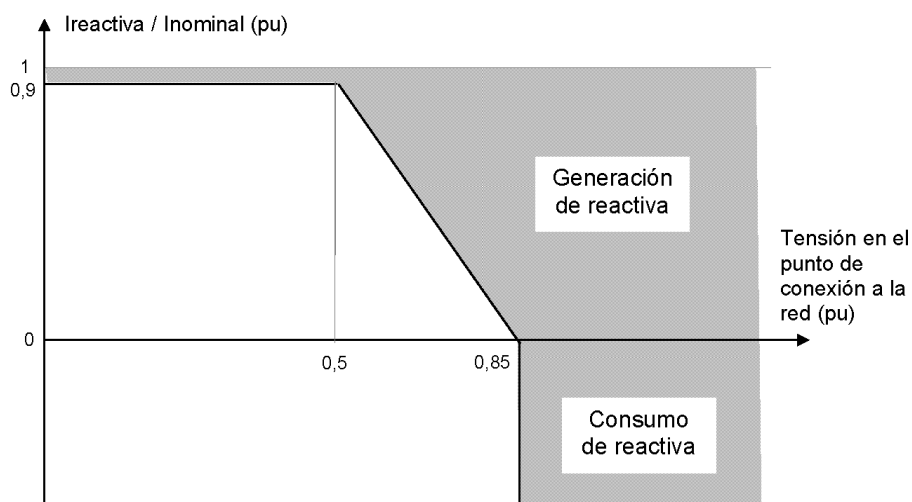 Ireactiva / Inominal (pu)
1
0,9
Generación
de reactiva
Tensión en el
punto de
conexión a la
red (pu)
0
0,5
0,85
Consumo
de reactiva